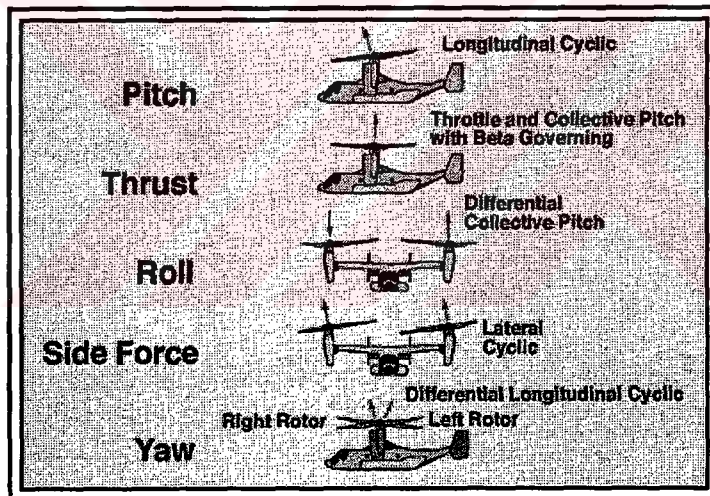 Longitudinal Cyclic
Pitch
Throttle and Collective Pitch
with Beta Governing
Thrust
Differential
Collective Pitch
Roll
Side Force
Lateral
Cyclic
Differential Longitudinal Cyclic
Right Rotor Left Rotor
Yaw